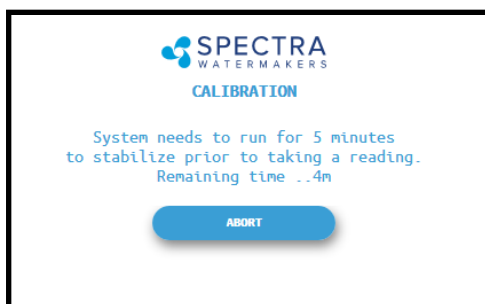 SPECTRA
WATERMAKERS
CALIBRATION
System needs to run for 5 minutes
to stabilize prior to taking a reading.
Remaining time ..4m
ABORT